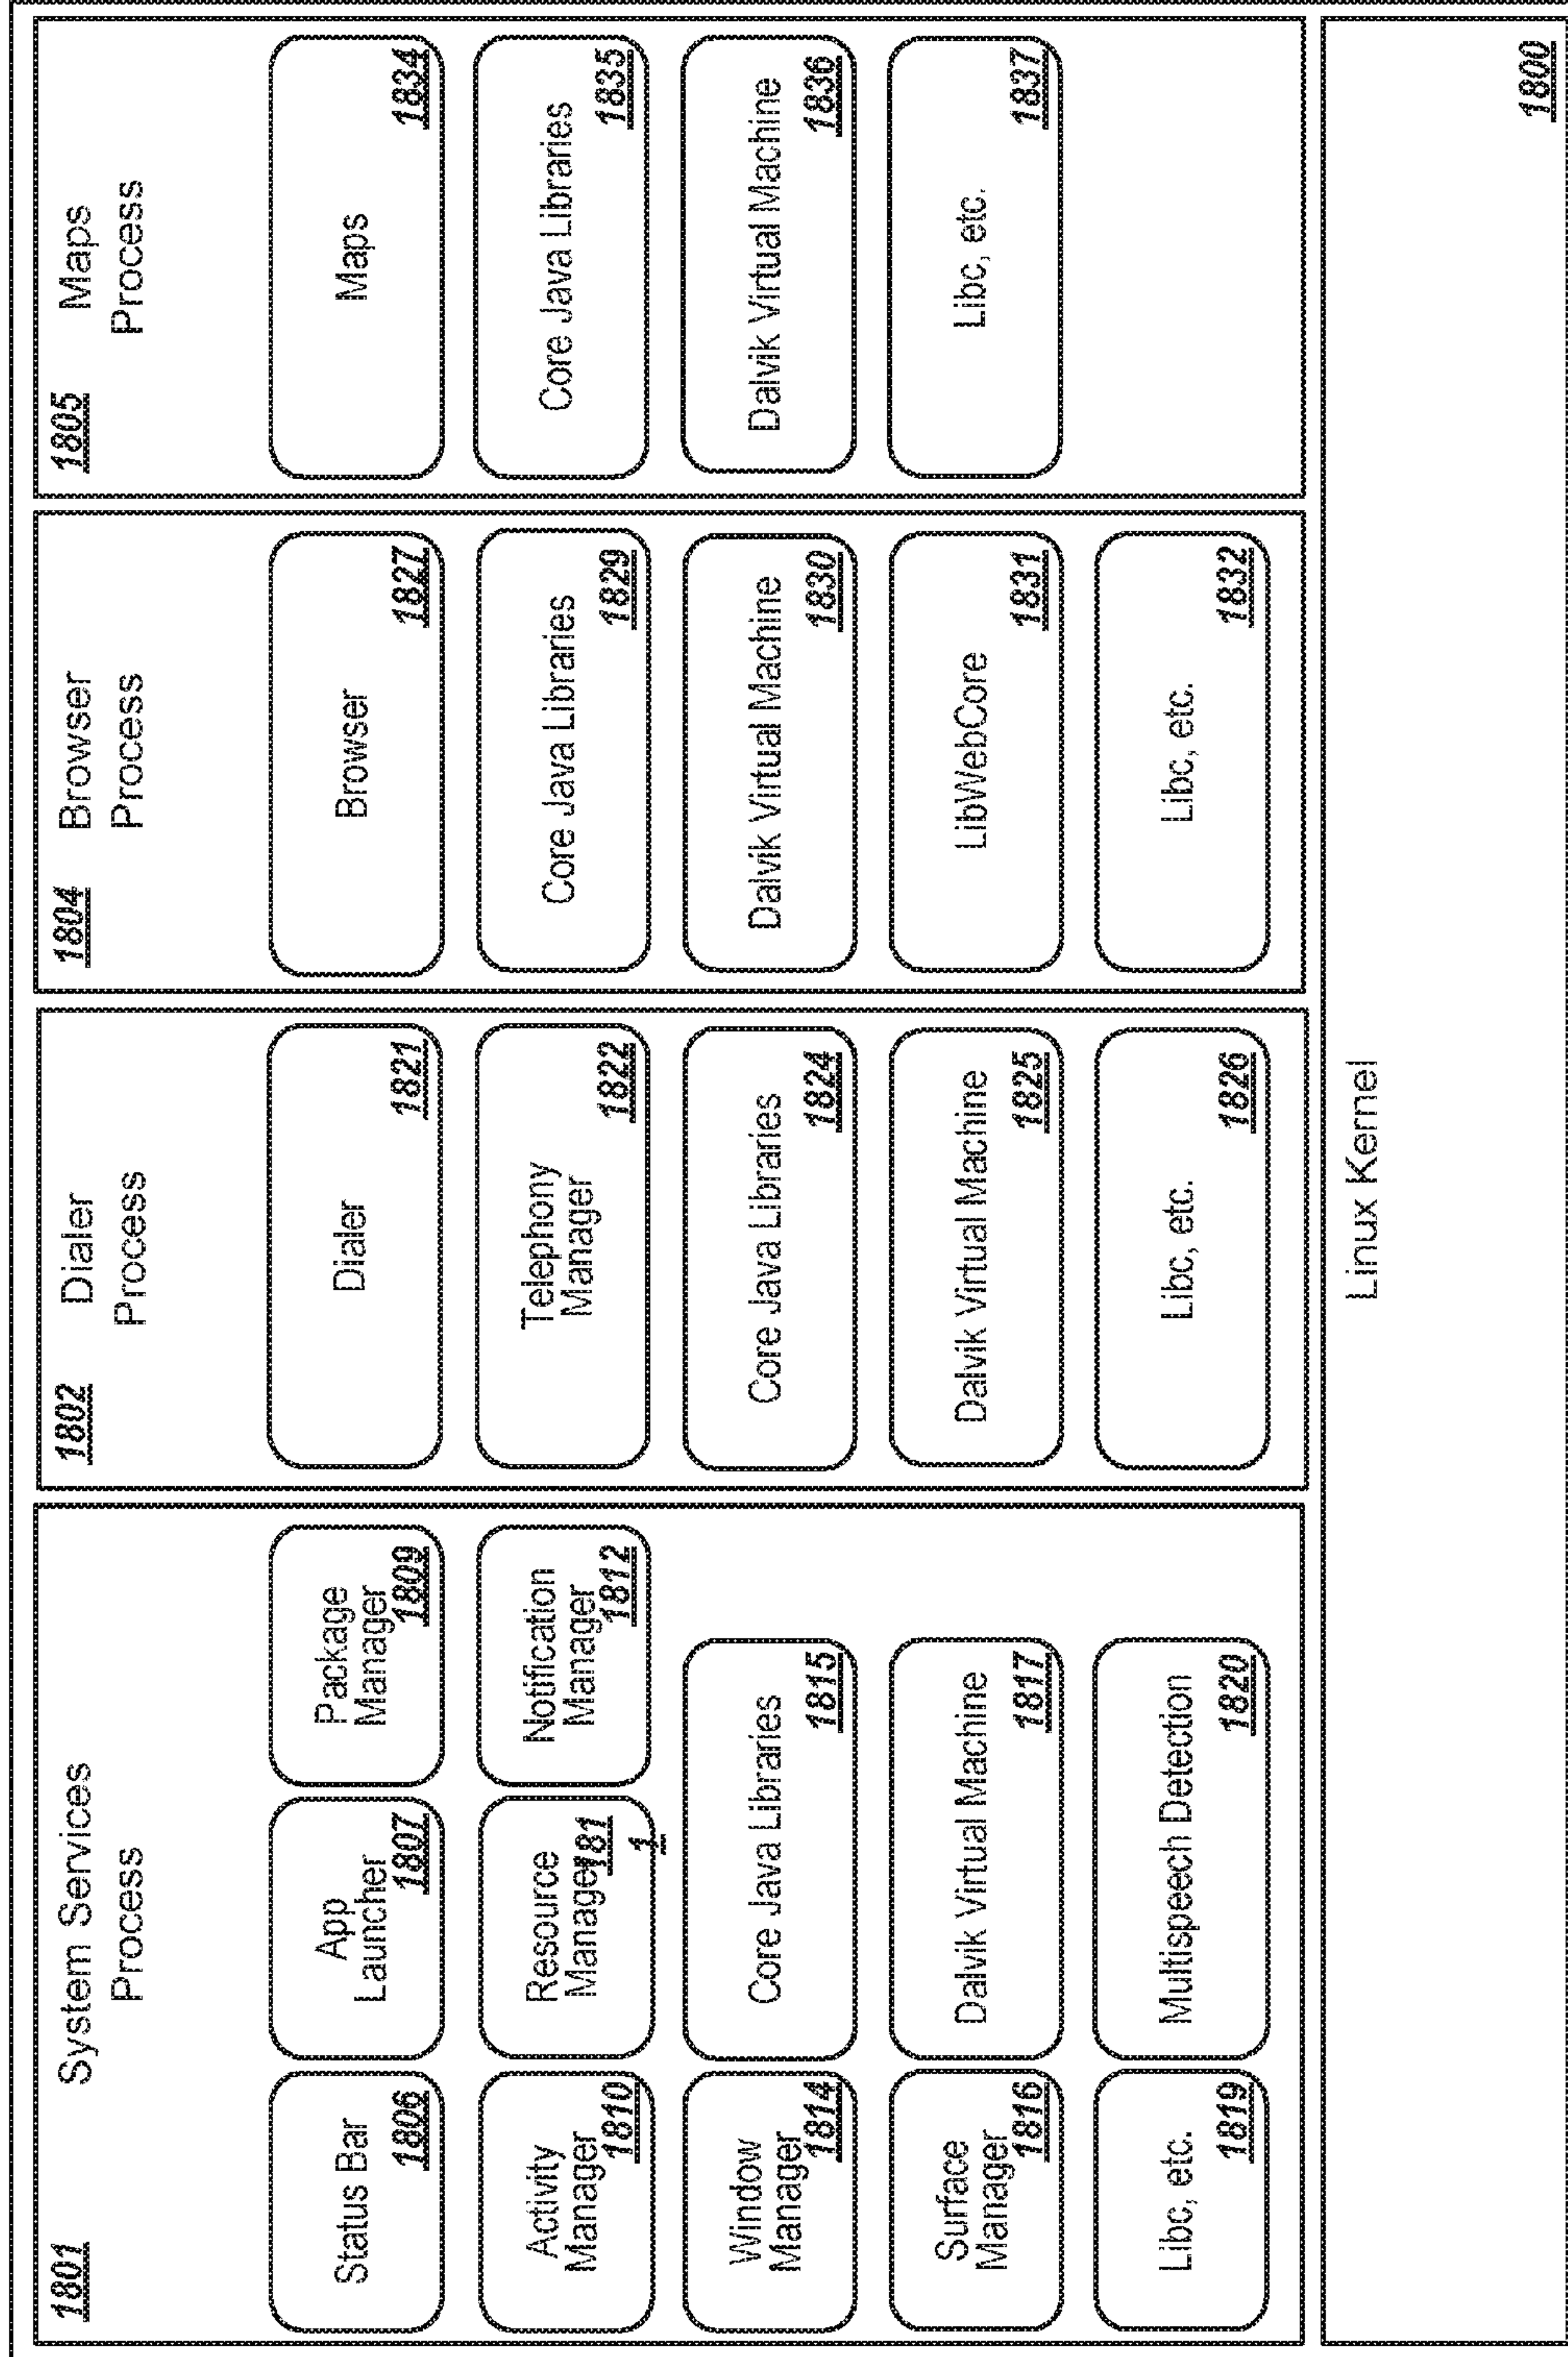 1801
System Services
Process
Status Bar
1806
App
Launcher
1807
Package
Manager
1809
Activity
Manager
1810
Resource
Manager
181
1
Notification
Manager
1812
Window
Manager
1814
Core Java Libraries
1815
Surface
Manager
1816
Dalvik Virtual Machine
1817
Libc, etc.
1819
Multispeech Detection
1820
1802
Dialer
Process
Dialer
1821
Telephony
Manager
1822
Core Java Libraries
1824
Dalvik Virtual Machine
1825
Libc, etc.
1826
1804
Browser
Process
Browser
1827
Core Java Libraries
1829
Dalvik Virtual Machine
1830
LibWebCore
1831
Libc, etc.
1832
1805
Maps
Process
Maps
1834
Core Java Libraries
1835
Dalvik Virtual Machine
1836
Libc, etc.
1837
Linux Kernel
1800